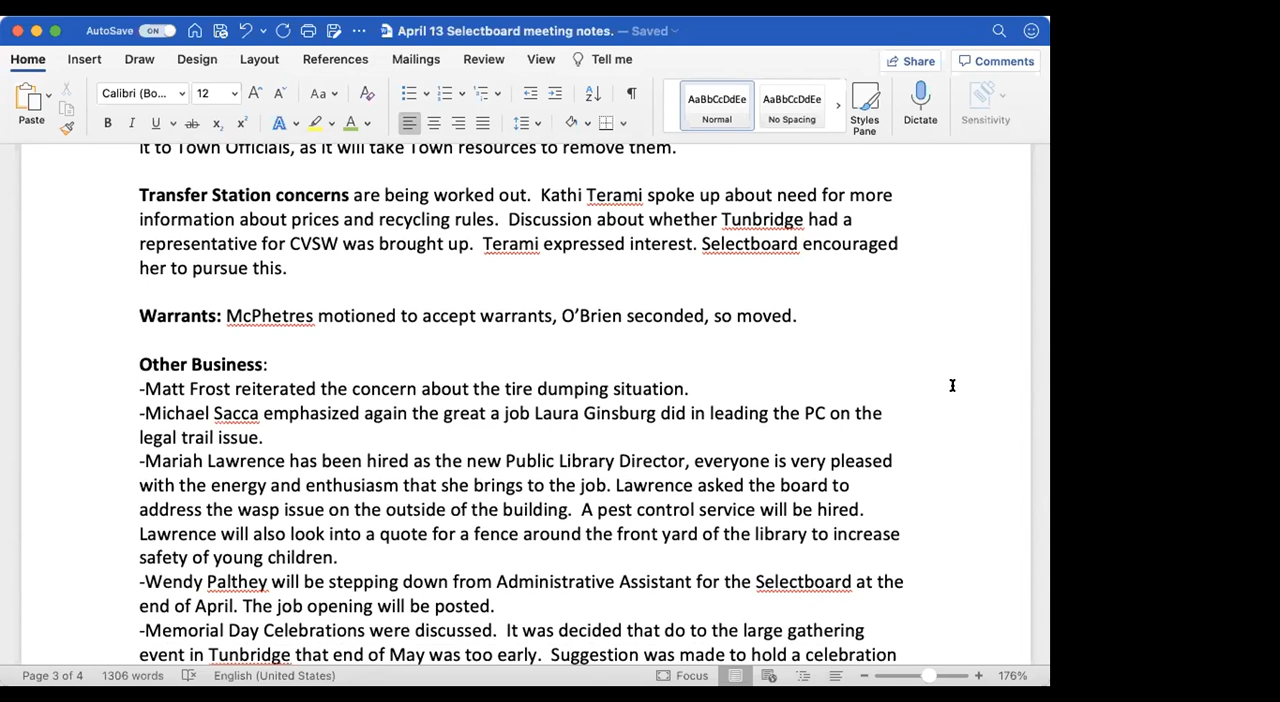 AutoSave ON April 13 Selectboard meeting notes. — Saved
Home Insert Draw Design Layout References Mailings Review View Tell me Share Comments
Paste Calibri (Bo... 12 AaBbCcDdEe Normal AaBbCcDdEe No Spacing Styles Pane Dictate Sensitivity
it to Town Officials, as it will take Town resources to remove them.
Transfer Station concerns are being worked out. Kathi Terami spoke up about need for more
information about prices and recycling rules. Discussion about whether Tunbridge had a
representative for CVSW was brought up. Terami expressed interest. Selectboard encouraged
her to pursue this.
Warrants: McPhetres motioned to accept warrants, O'Brien seconded, so moved.
Other Business:
-Matt Frost reiterated the concern about the tire dumping situation.
-Michael Sacca emphasized again the great a job Laura Ginsburg did in leading the PC on the
legal trail issue.
-Mariah Lawrence has been hired as the new Public Library Director, everyone is very pleased
with the energy and enthusiasm that she brings to the job. Lawrence asked the board to
address the wasp issue on the outside of the building. A pest control service will be hired.
Lawrence will also look into a quote for a fence around the front yard of the library to increase
safety of young children.
-Wendy Palthey will be stepping down from Administrative Assistant for the Selectboard at the
end of April. The job opening will be posted.
-Memorial Day Celebrations were discussed. It was decided that do to the large gathering
event in Tunbridge that end of May was too early. Suggestion was made to hold a celebration
Page 3 of 4 1306 words English (United States) Focus 176%